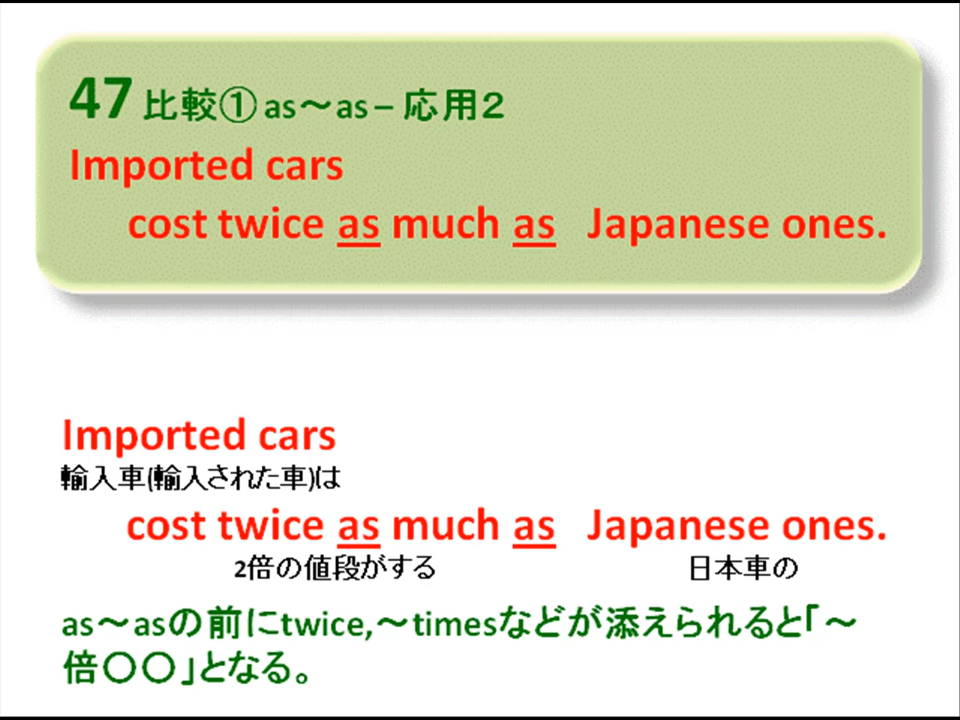 47 比較① as～as – 応用２
Imported cars
cost twice as much as Japanese ones.
Imported cars
輸入車(輸入された車)は
cost twice as much as Japanese ones.
2倍の値段がする 日本車の
as～asの前にtwice,～timesなどが添えられると｢～
倍〇〇｣となる。